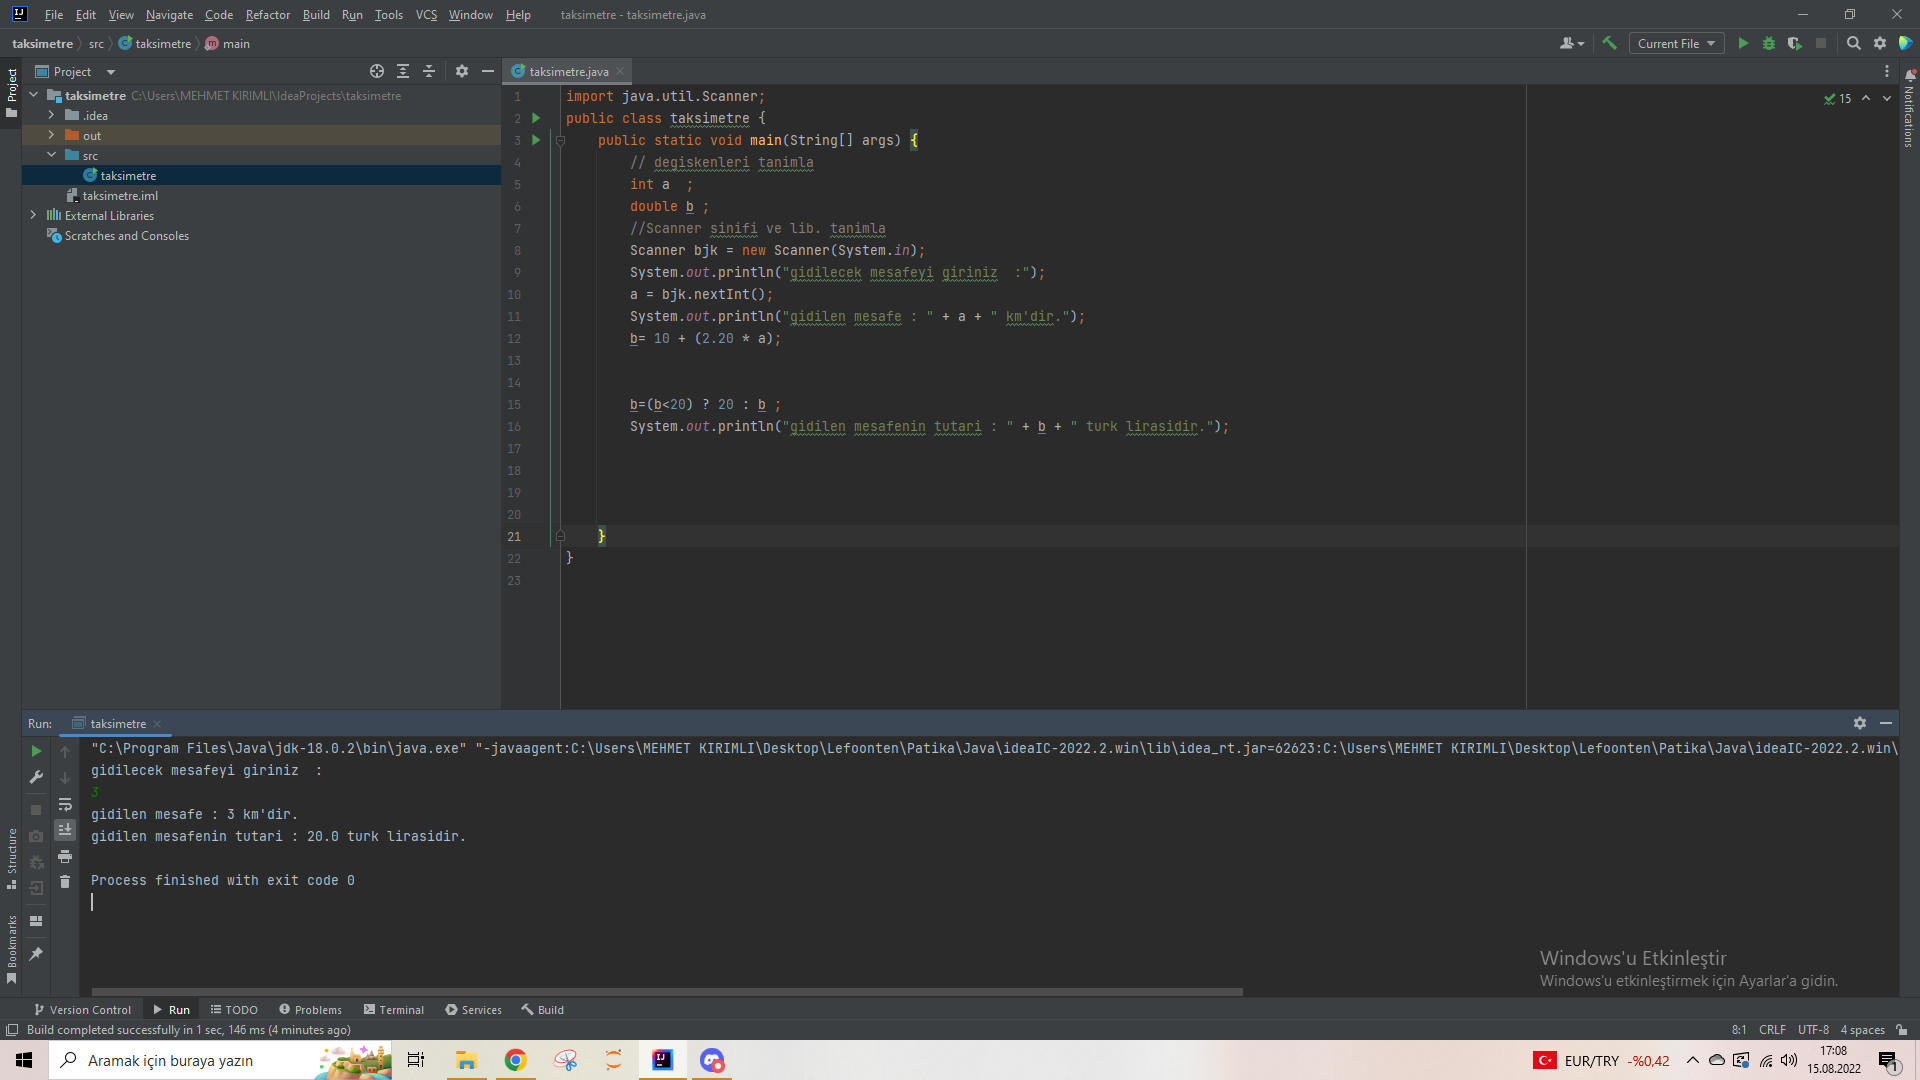 File Edit View Navigate Code Refactor Build Run Tools VCS Window Help taksimetre - taksimetre.java
taksimetre src taksimetre main Current File
Project
Project
taksimetre C:\Users\MEHMET KIRIMLI\IdeaProjects\taksimetre
.idea
out
src
taksimetre
taksimetre.iml
External Libraries
Scratches and Consoles
taksimetre.java
15
Notifications
1 import java.util.Scanner;
2 public class taksimetre {
3 public static void main(String[] args) {
4 // degiskenleri tanimla
5 int a  ;
6 double b ;
7 //Scanner sinifi ve lib. tanimla
8 Scanner bjk = new Scanner(System.in);
9 System.out.println("gidilecek mesafeyi giriniz  :");
10 a = bjk.nextInt();
11 System.out.println("gidilen mesafe : " + a + " km'dir.");
12 b= 10 + (2.20 * a);
13
14
15 b=(b<20) ? 20 : b ;
16 System.out.println("gidilen mesafenin tutari : " + b + " turk lirasidir.");
17
18
19
20
21 }
22 }
23
Run: taksimetre
"C:\Program Files\Java\jdk-18.0.2\bin\java.exe" "-javaagent:C:\Users\MEHMET KIRIMLI\Desktop\Lefoonten\Patika\Java\ideaIC-2022.2.win\lib\idea_rt.jar=62623:C:\Users\MEHMET KIRIMLI\Desktop\Lefoonten\Patika\Java\ideaIC-2022.2.win\
gidilecek mesafeyi giriniz  :
3
gidilen mesafe : 3 km'dir.
gidilen mesafenin tutari : 20.0 turk lirasidir.
Process finished with exit code 0
Structure
Bookmarks
Windows'u Etkinleştir
Windows'u etkinleştirmek için Ayarlar'a gidin.
Version Control Run TODO Problems Terminal Services Build
Build completed successfully in 1 sec, 146 ms (4 minutes ago) 8:1 CRLF UTF-8 4 spaces
Aramak için buraya yazın EUR/TRY -%0,42 17:08
15.08.2022
1